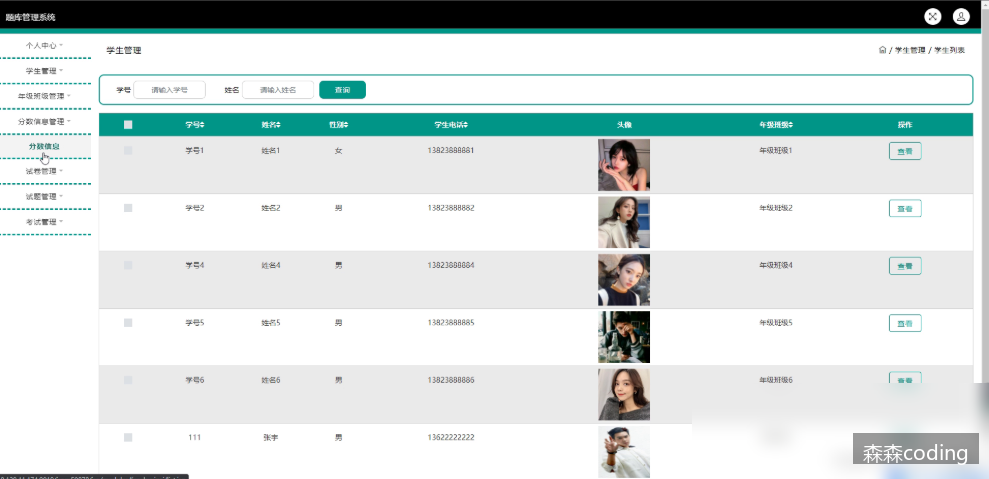 题库管理系统
个人中心
学生管理
年级班级管理
分数信息管理
分数信息
试卷管理
试题管理
考试管理
学生管理
/ 学生管理 / 学生列表
学号 请输入学号 姓名 请输入姓名 查询
学号 姓名 性别 学生电话 头像 年级班级 操作
学号1 姓名1 女 13823888881 年级班级1 查看
学号2 姓名2 男 13823888882 年级班级2 查看
学号4 姓名4 男 13823888884 年级班级4 查看
学号5 姓名5 男 13823888885 年级班级5 查看
学号6 姓名6 男 13823888886 年级班级6 查看
111 张宇 男 13622222222
森森coding